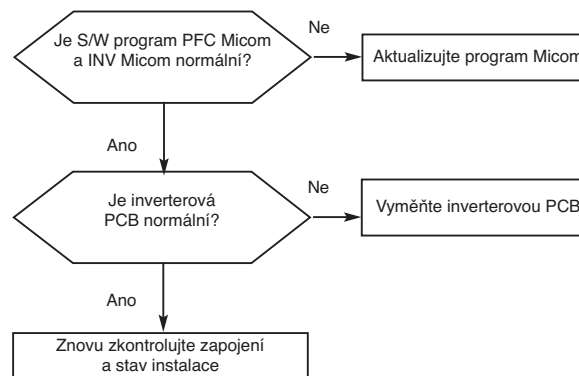 Je S/W program PFC Micom
a INV Micom normální?
Ne
Aktualizujte program Micom
Ano
Je inverterová
PCB normální?
Ne
Vyměňte inverterovou PCB
Ano
Znovu zkontrolujte zapojení
a stav instalace